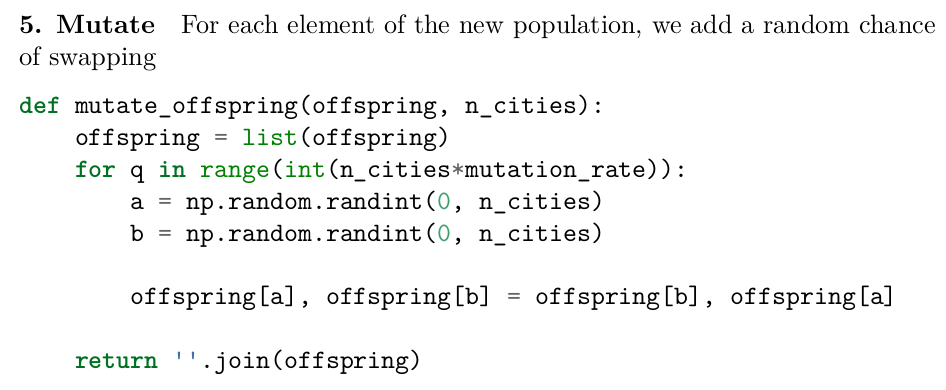 5. Mutate For each element of the new population, we add a random chance
of swapping
def mutate_offspring(offspring, n_cities):
    offspring = list(offspring)
    for q in range(int(n_cities*mutation_rate)):
        a = np.random.randint(0, n_cities)
        b = np.random.randint(0, n_cities)
        offspring[a], offspring[b] = offspring[b], offspring[a]
    return ''.join(offspring)